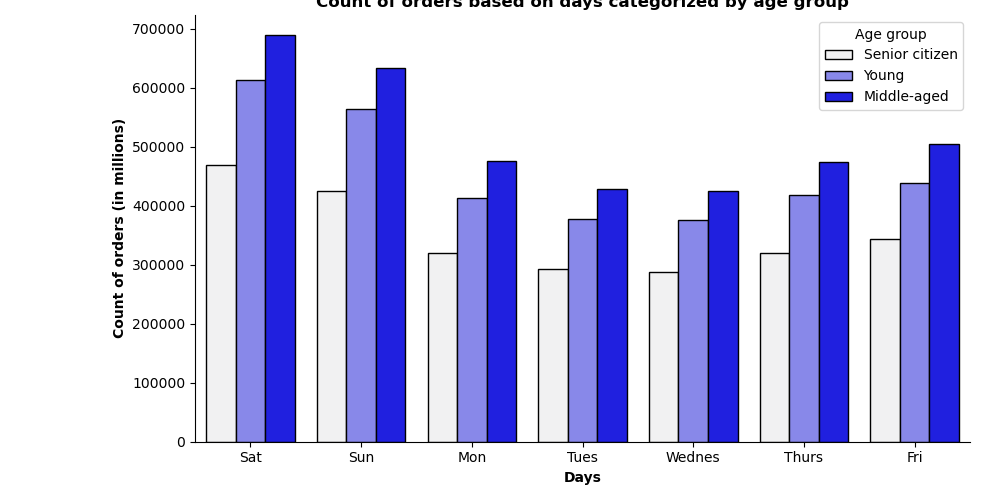 Count of orders based on days categorized by age group
Age group
Senior citizen
Young
Middle-aged
Count of orders (in millions)
700000
600000
500000
400000
300000
200000
100000
0
Sat Sun Mon Tues Wednes Thurs Fri
Days